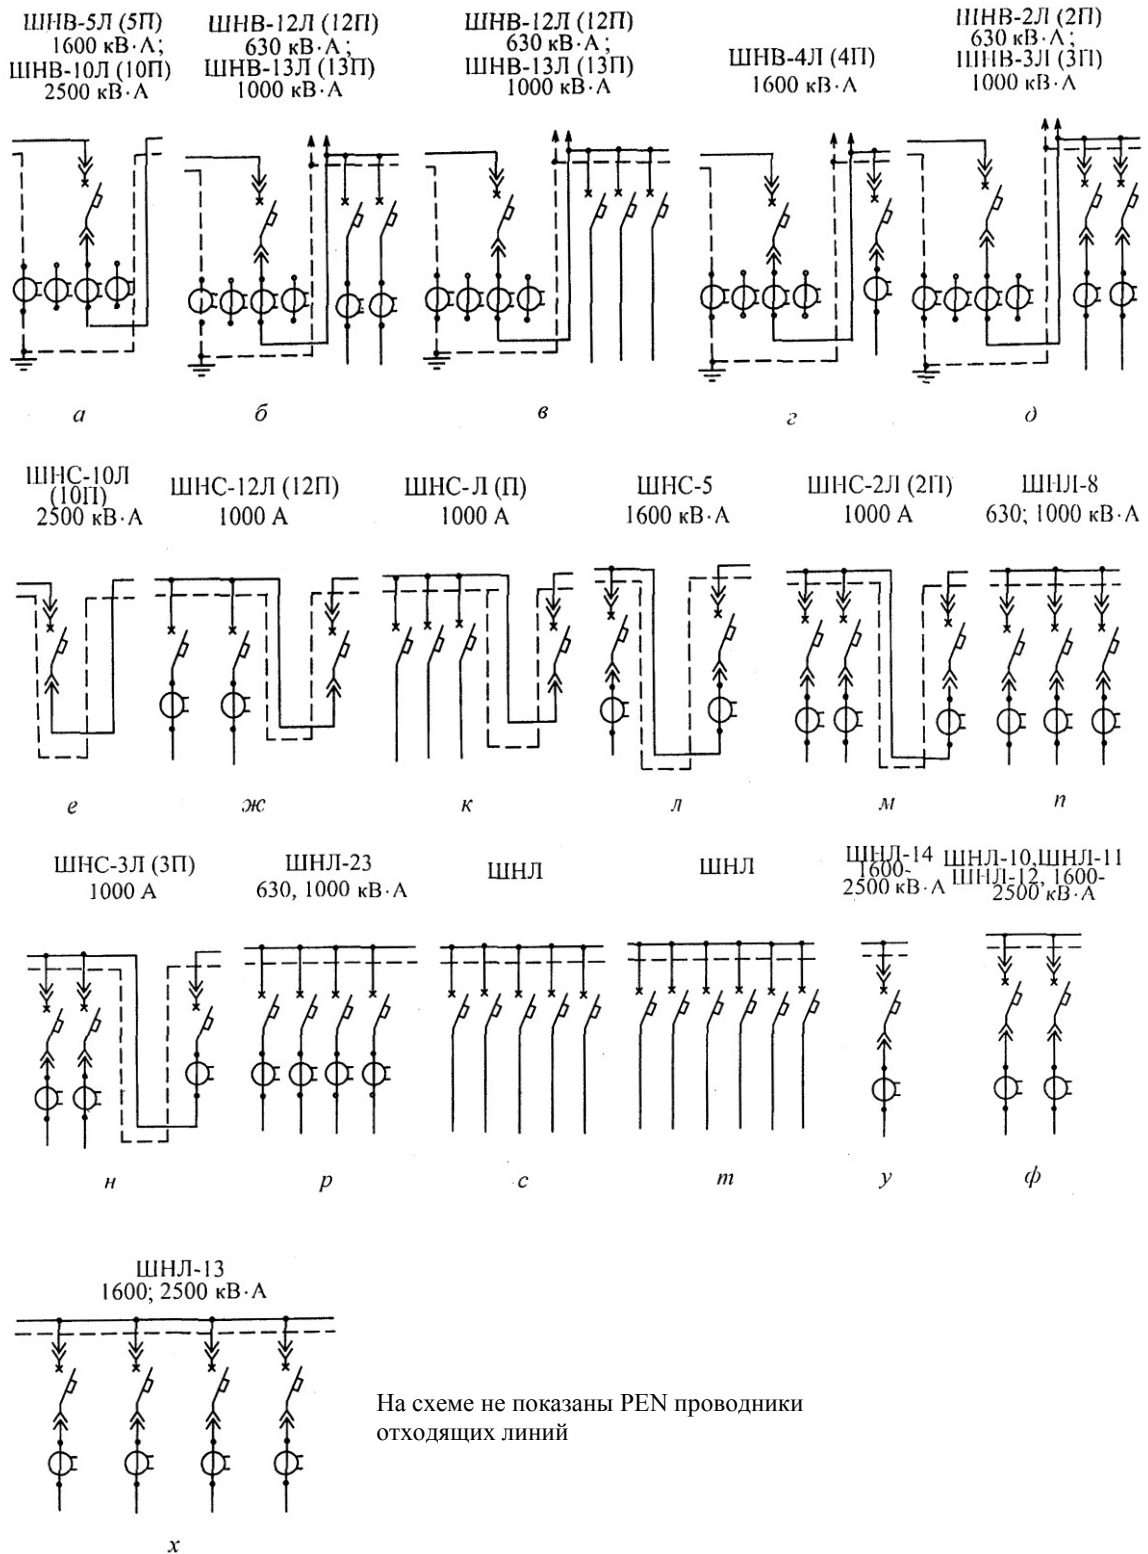 ШНВ-5Л (5П)
1600 кВ·А;
ШНВ-10Л (10П)
2500 кВ·А
ШНВ-12Л (12П)
630 кВ·А;
ШНВ-13Л (13П)
1000 кВ·А
ШНВ-12Л (12П)
630 кВ·А;
ШНВ-13Л (13П)
1000 кВ·А
ШНВ-4Л (4П)
1600 кВ·А
ШНВ-2Л (2П)
630 кВ·А;
ШНВ-3Л (3П)
1000 кВ·А
а
б
в
г
д
ШНС-10Л
(10П)
2500 кВ·А
ШНС-12Л (12П)
1000 А
ШНС-Л (П)
1000 А
ШНС-5
1600 кВ·А
ШНС-2Л (2П)
1000 А
ШНЛ-8
630; 1000 кВ·А
е
ж
к
л
м
п
ШНС-3Л (3П)
1000 А
ШНЛ-23
630, 1000 кВ·А
ШНЛ
ШНЛ
ШНЛ-14
1600-
2500 кВ·А
ШНЛ-10,ШНЛ-11
ШНЛ-12, 1600-
2500 кВ·А
н
р
с
т
у
ф
ШНЛ-13
1600; 2500 кВ·А
На схеме не показаны PEN проводники
отходящих линий
х